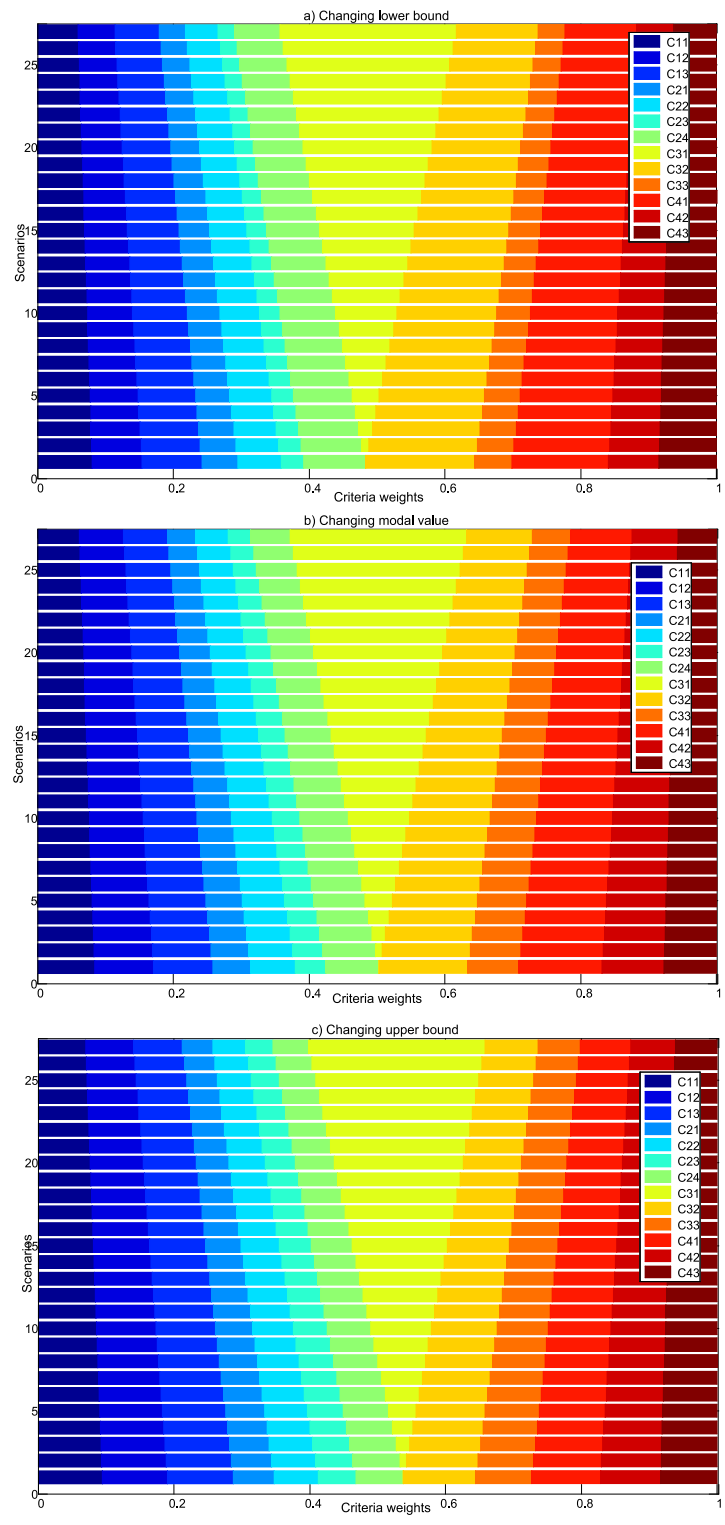 a) Changing lower bound
C11
C12
C13
C21
C22
C23
C24
C31
C32
C33
C41
C42
C43
25
20
15
10
5
0
Scenarios
0 0.2 0.4 0.6 0.8 1
Criteria weights
b) Changing modal value
C11
C12
C13
C21
C22
C23
C24
C31
C32
C33
C41
C42
C43
25
20
15
10
5
0
Scenarios
0 0.2 0.4 0.6 0.8 1
Criteria weights
c) Changing upper bound
C11
C12
C13
C21
C22
C23
C24
C31
C32
C33
C41
C42
C43
25
20
15
10
5
0
Scenarios
0 0.2 0.4 0.6 0.8 1
Criteria weights